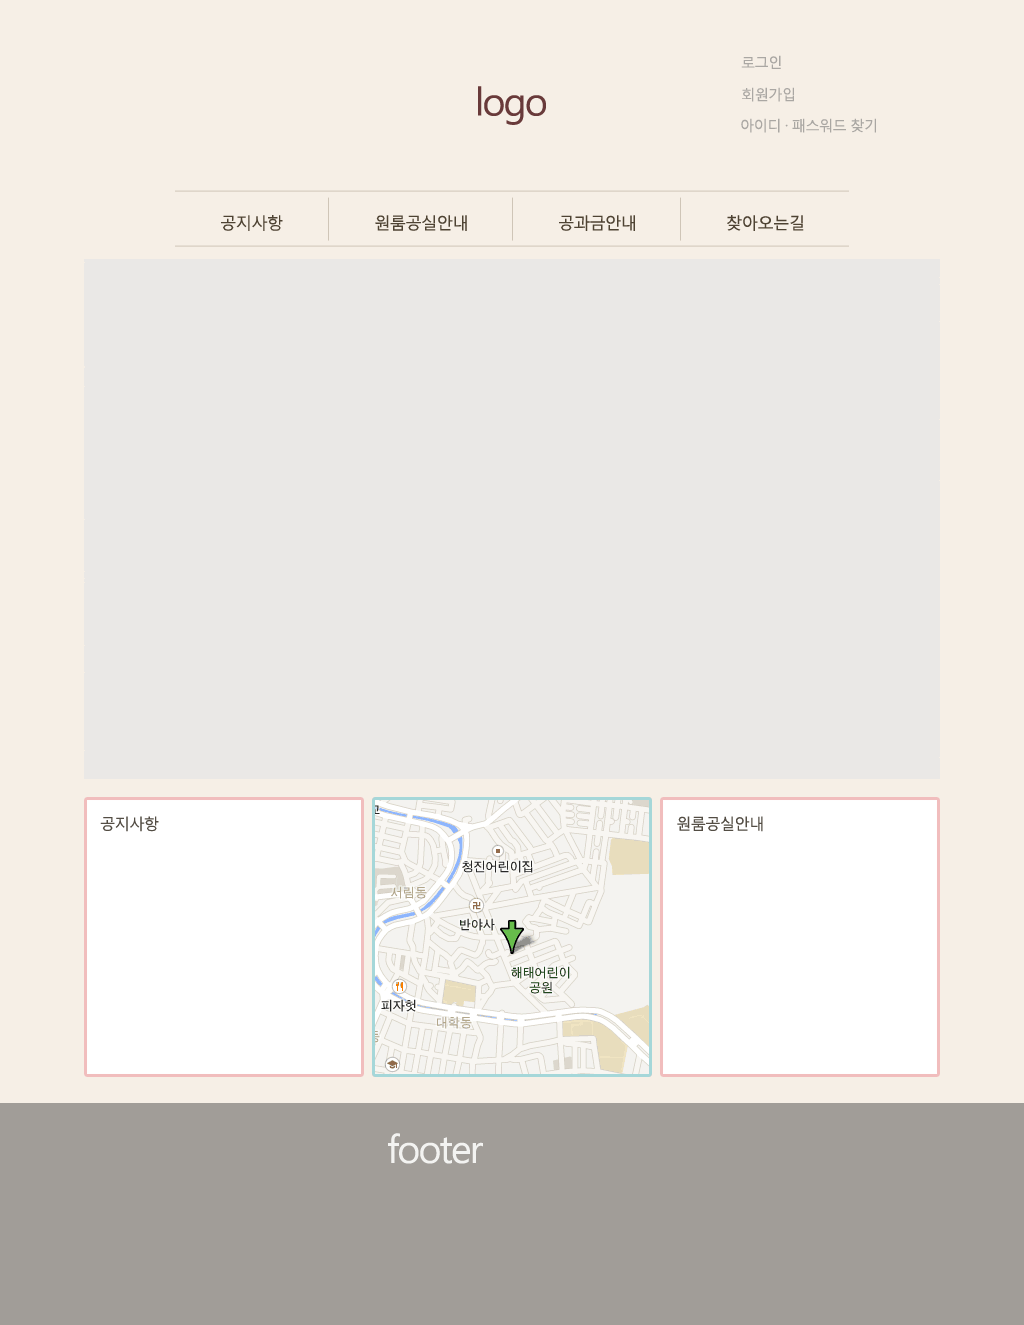 로그인
logo
회원가입
아이디 · 패스워드 찾기
공지사항 원룸공실안내 공과금안내 찾아오는길
공지사항
원룸공실안내
교
청진어린이집
서림동
반야사
해태어린이
공원
피자헛
대학동
동
footer